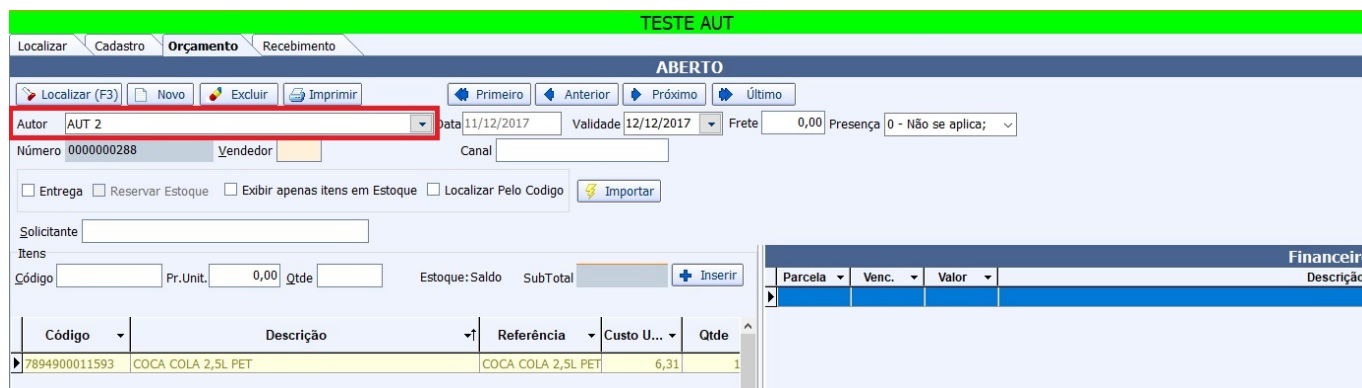 TESTE AUT
Localizar Cadastro Orçamento Recebimento
ABERTO
Localizar (F3) Novo Excluir Imprimir Primeiro Anterior Próximo Último
Autor AUT 2 Data 11/12/2017 Validade 12/12/2017 Frete 0,00 Presença 0 - Não se aplica;
Número 0000000288 Vendedor Canal
Entrega Reservar Estoque Exibir apenas itens em Estoque Localizar Pelo Codigo Importar
Solicitante
Itens
Código Pr.Unit. 0,00 Qtde Estoque:Saldo SubTotal Inserir
Financeir
Parcela Venc. Valor Descrição
Código Descrição Referência Custo U... Qtde
7894900011593 COCA COLA 2,5L PET COCA COLA 2,5L PET 6,31 1